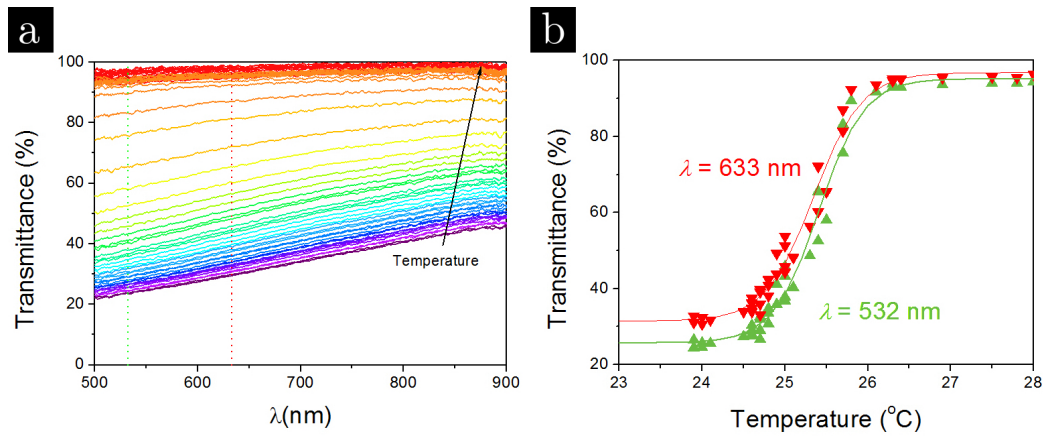 a
Transmittance (%)
100
80
60
40
20
0
Temperature
500
600
700
800
900
λ(nm)
b
Transmittance (%)
100
80
60
40
20
λ = 633 nm
λ = 532 nm
23
24
25
26
27
28
Temperature (°C)